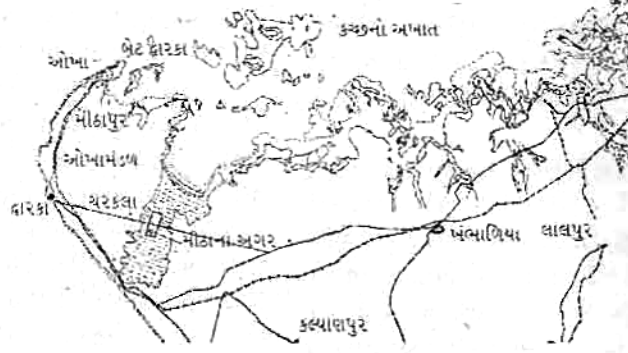 કચ્છનો અખાત
બેટ દ્વારકા
ઓખા
મીઠાપુર
ઓખામંડળ
ચરકલા
દ્વારકા
મીઠાના અગર
ખંભાળિયા લાલપુર
કલ્યાણપુર